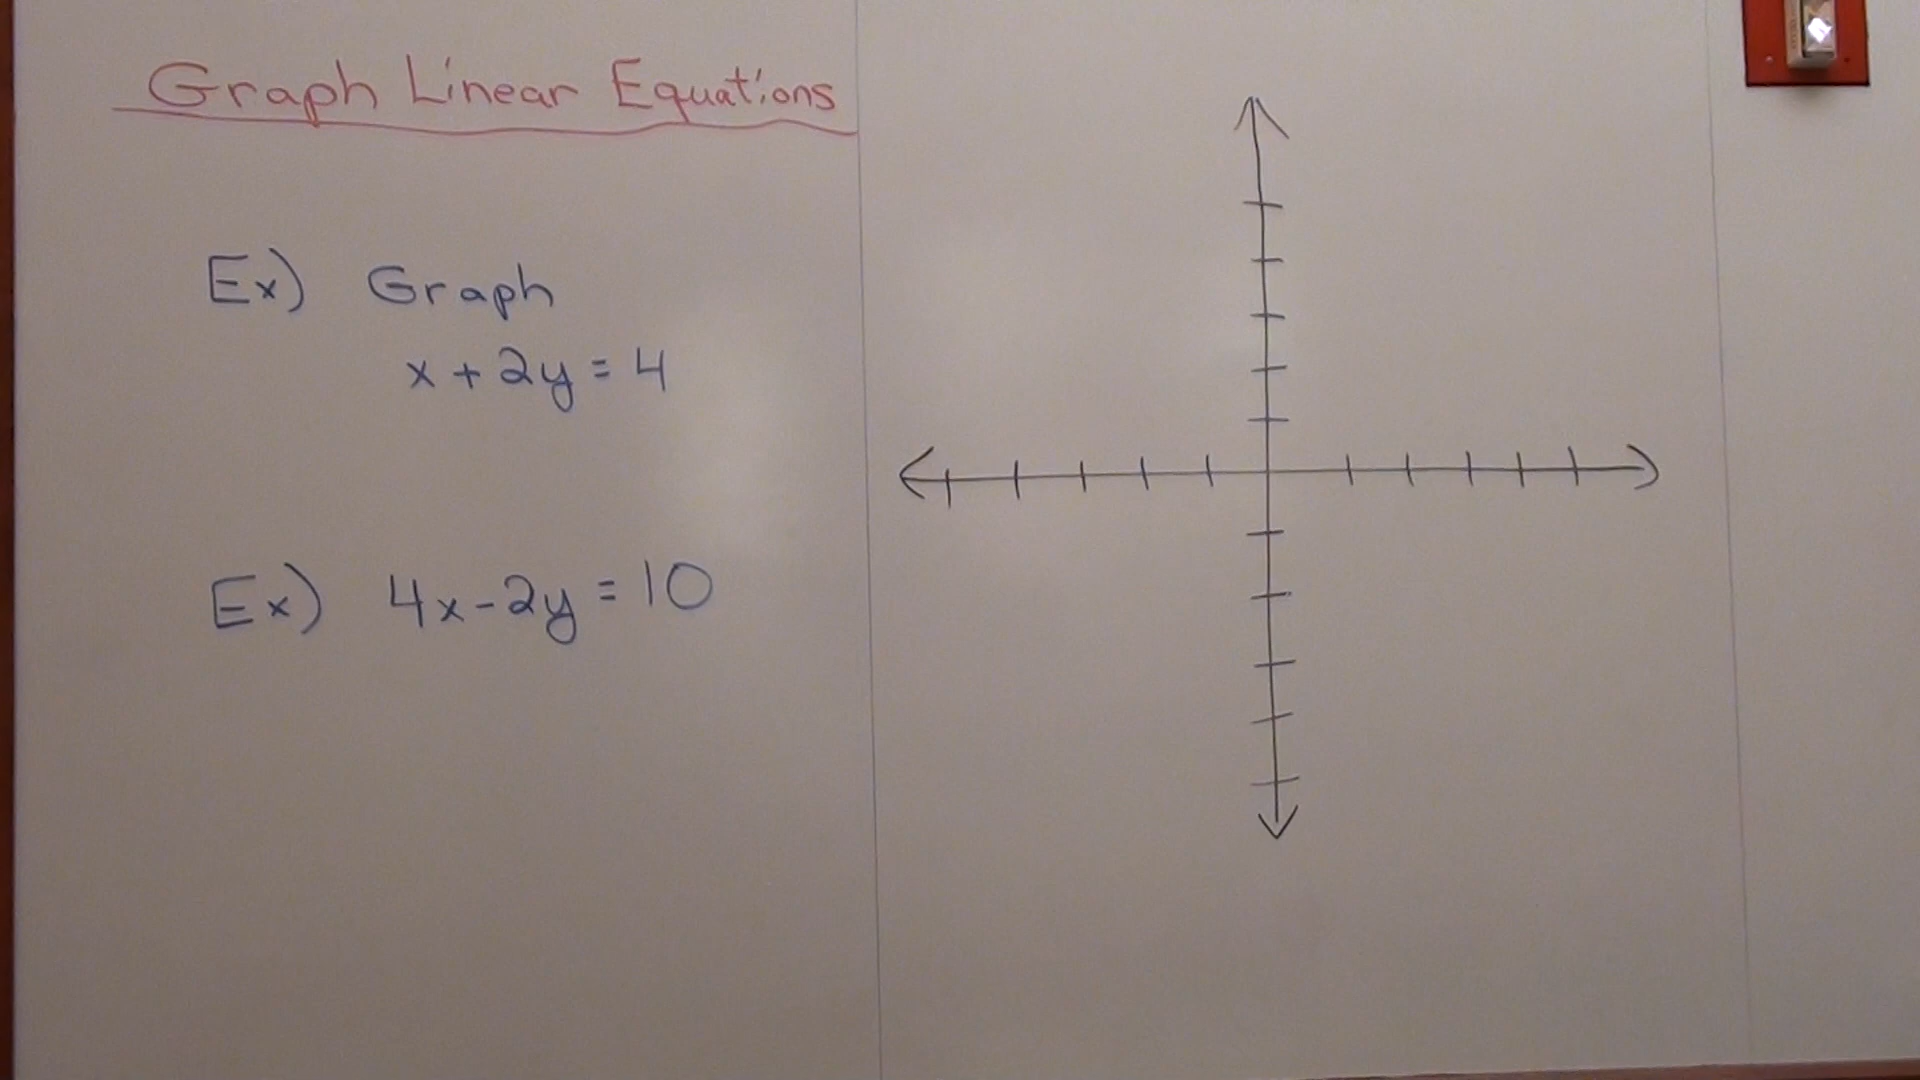 Graph Linear Equations
Ex) Graph
x + 2y = 4
Ex) 4x - 2y = 10